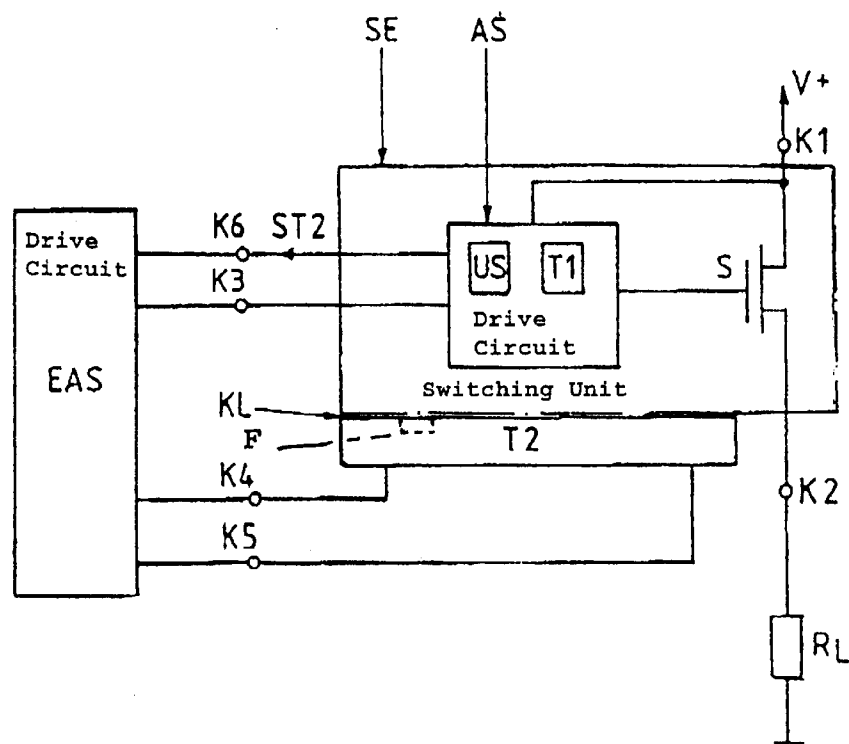 SE
AS
V+
K1
Drive
Circuit
K6
ST2
US
T1
S
K3
Drive
Circuit
EAS
Switching Unit
KL
F
T2
K4
K2
K5
RL